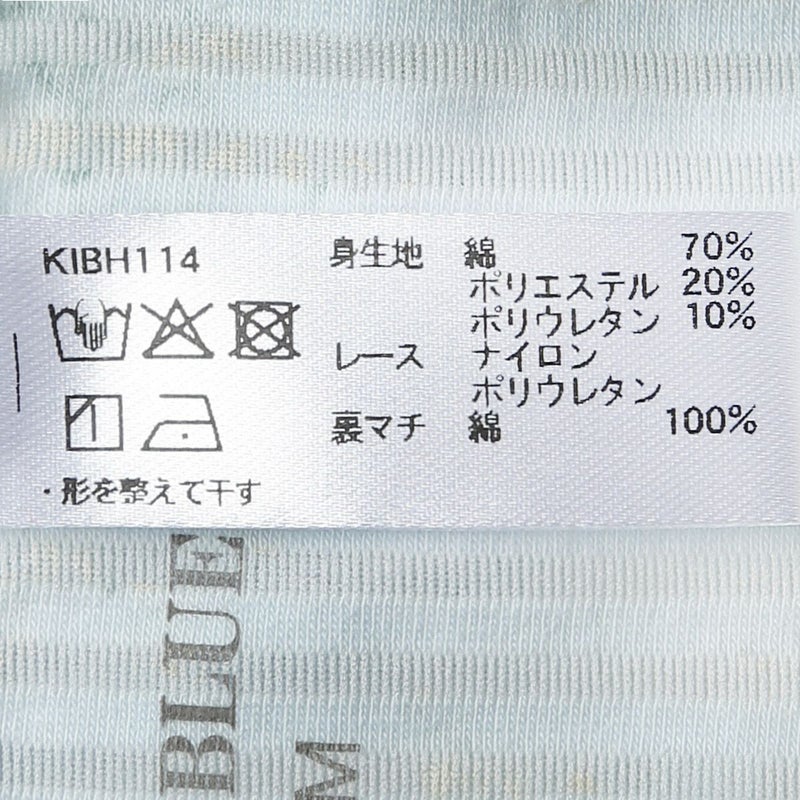 KIBH114
身生地 綿 70%
ポリエステル 20%
ポリウレタン 10%
レース ナイロン
ポリウレタン
裏マチ 綿 100%
・形を整えて干す
BLUE
M